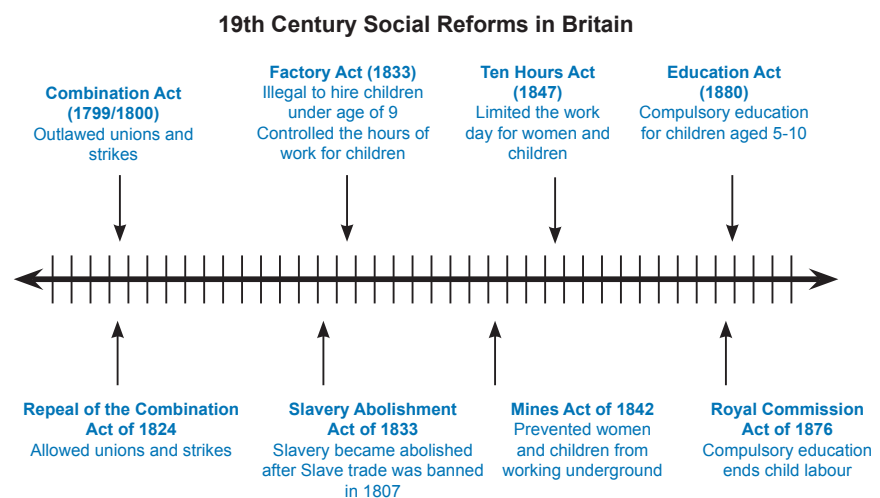 19th Century Social Reforms in Britain
Combination Act
(1799/1800)
Outlawed unions and
strikes
Factory Act (1833)
Illegal to hire children
under age of 9
Controlled the hours of
work for children
Ten Hours Act
(1847)
Limited the work
day for women and
children
Education Act
(1880)
Compulsory education
for children aged 5-10
Repeal of the Combination
Act of 1824
Allowed unions and strikes
Slavery Abolishment
Act of 1833
Slavery became abolished
after Slave trade was banned
in 1807
Mines Act of 1842
Prevented women
and children from
working underground
Royal Commission
Act of 1876
Compulsory education
ends child labour